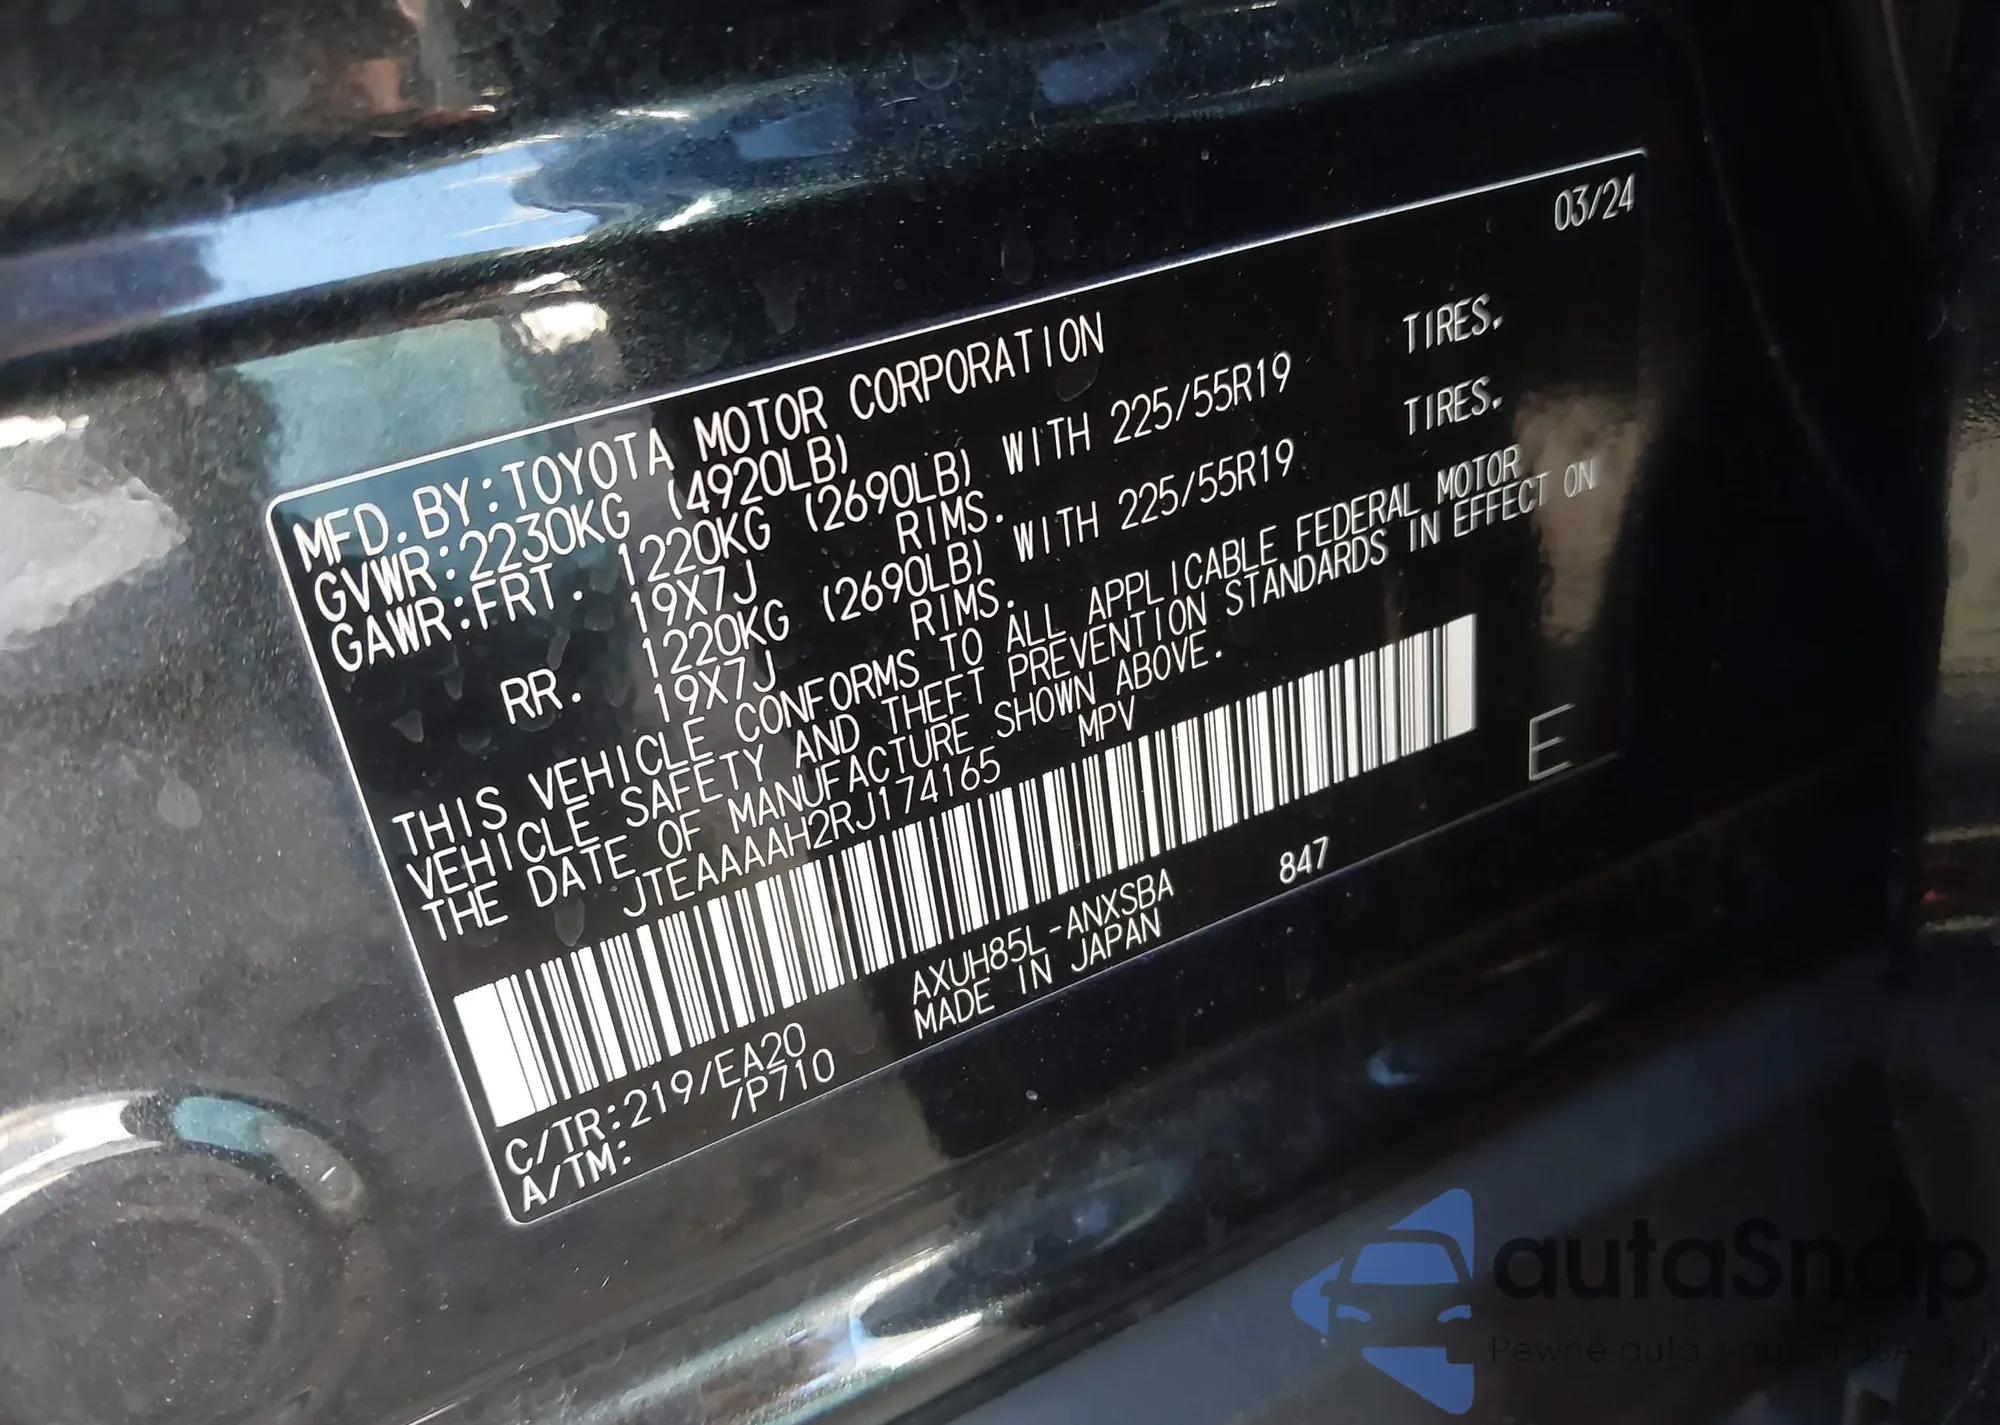 03/24
MFD. BY:TOYOTA MOTOR CORPORATION
GVWR:2230KG (4920LB)
GAWR:FRT. 1220KG (2690LB) WITH 225/55R19 TIRES.
19X7J RIMS.
RR. 1220KG (2690LB) WITH 225/55R19 TIRES.
19X7J RIMS.
THIS VEHICLE CONFORMS TO ALL APPLICABLE FEDERAL MOTOR
VEHICLE SAFETY AND THEFT PREVENTION STANDARDS IN EFFECT ON
THE DATE OF MANUFACTURE SHOWN ABOVE.
JTEAAAAH2RJ174165 MPV
E
C/TR:219/EA20 AXUH85L-ANXSBA 847
A/TM: /P710 MADE IN JAPAN
autaSnap
Pewne auta